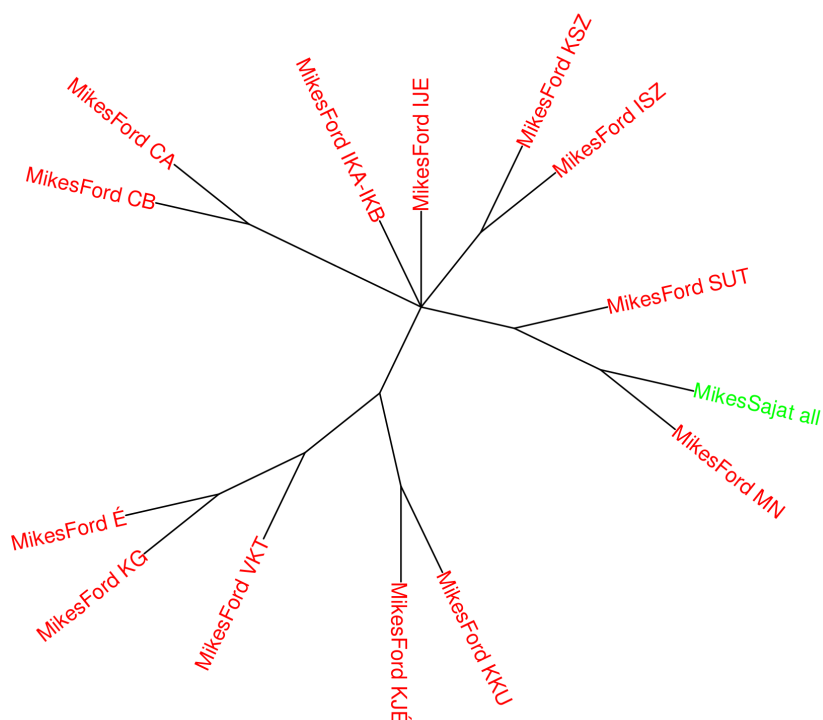 MikesFord KSZ
MikesFord IKA-IKB
MikesFord IJE
MikesFord CA
MikesFord ISZ
MikesFord CB
MikesFord SUT
MikesSajat all
MikesFord MN
MikesFord É
MikesFord KG
MikesFord VKT
MikesFord KJÉ
MikesFord KKU